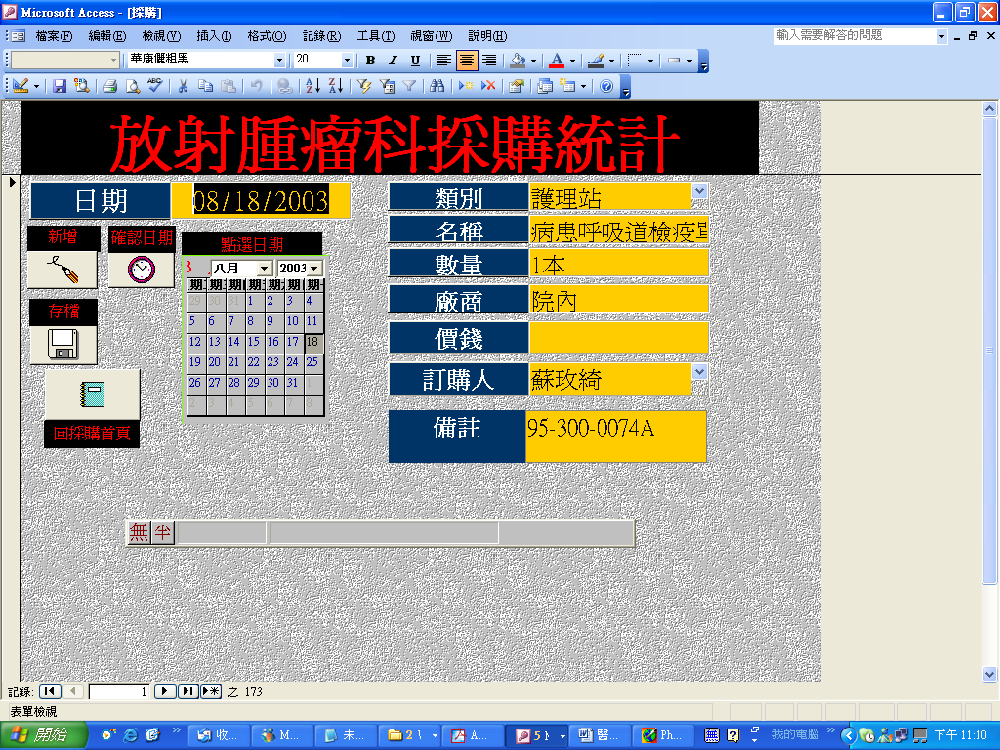 Microsoft Access - [採購]
檔案(F) 編輯(E) 檢視(V) 插入(I) 格式(O) 記錄(R) 工具(T) 視窗(W) 說明(H) 輸入需要解答的問題
華康儷粗黑 20 B I U
放射腫瘤科採購統計
日期 08/18/2003
新增 確認日期
存檔
回採購首頁
點選日期
八月 2003
29 30 31 1 2 3 4
5 6 7 8 9 10 11
12 13 14 15 16 17 18
19 20 21 22 23 24 25
26 27 28 29 30 31 1
2 3 4 5 6 7 8
類別 護理站
名稱 病患呼吸道檢疫
數量 1本
廠商 院內
價錢
訂購人 蘇玫綺
備註 95-300-0074A
無 半
記錄: 1 之 173
表單檢視
開始 收... M... 未... 2 \ A... 5 醫... Ph... 我的電腦 下午 11:10